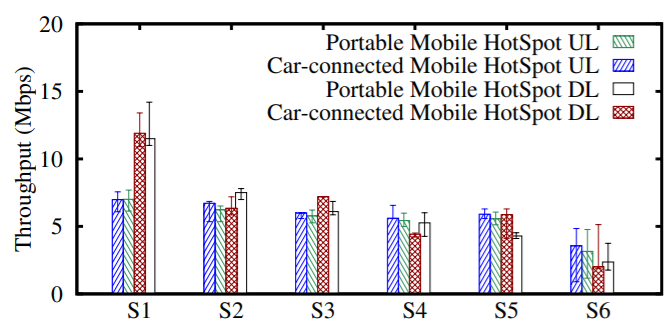 20
15
10
5
0
Throughput (Mbps)
Portable Mobile HotSpot UL
Car-connected Mobile HotSpot UL
Portable Mobile HotSpot DL
Car-connected Mobile HotSpot DL
S1 S2 S3 S4 S5 S6